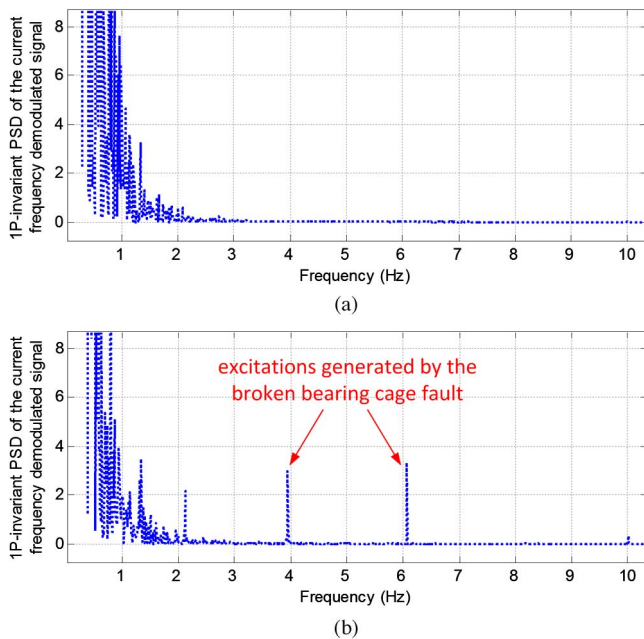 1P-invariant PSD of the current
frequency demodulated signal
8
6
4
2
0
1 2 3 4 5 6 7 8 9 10
Frequency (Hz)
(a)
1P-invariant PSD of the current
frequency demodulated signal
8
6
4
2
0
excitations generated by the
broken bearing cage fault
1 2 3 4 5 6 7 8 9 10
Frequency (Hz)
(b)